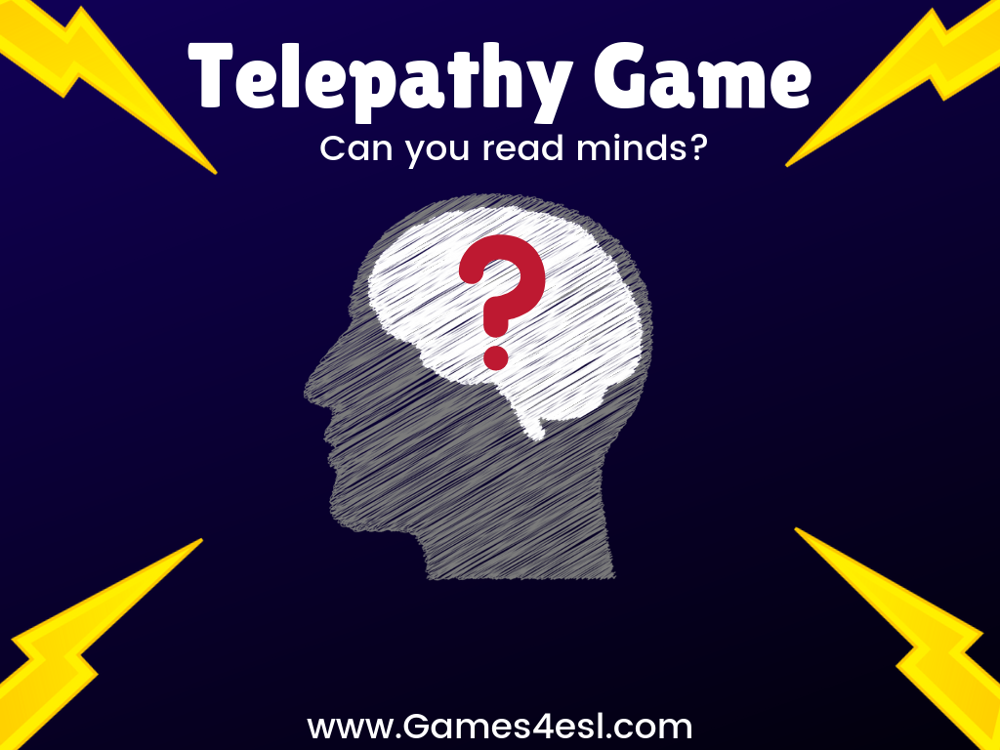 Telepathy Game
Can you read minds?
?
www.Games4esl.com